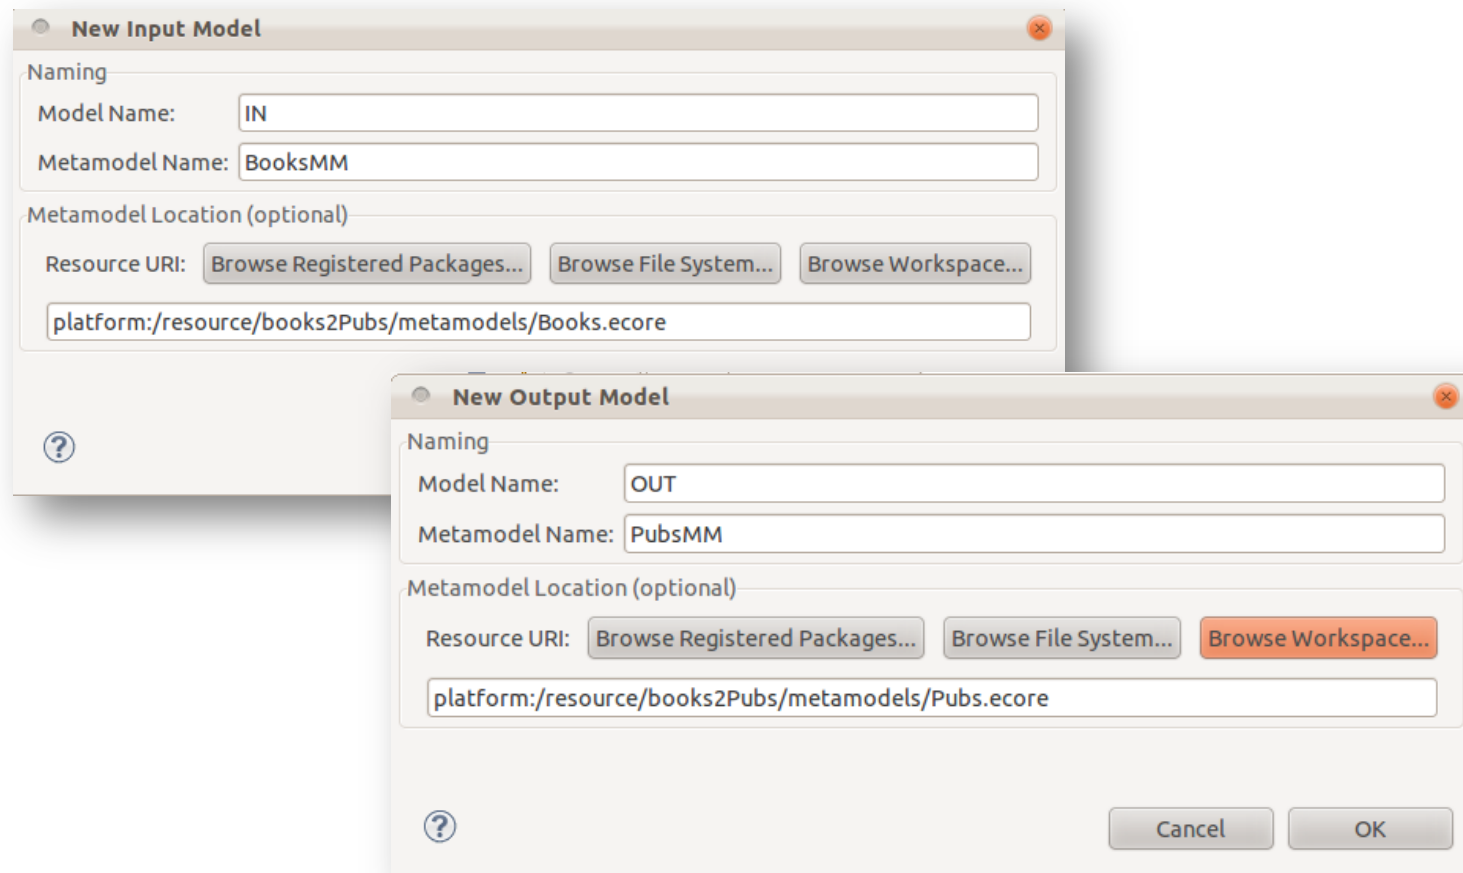 New Input Model
Naming
Model Name: IN
Metamodel Name: BooksMM
Metamodel Location (optional)
Resource URI: Browse Registered Packages... Browse File System... Browse Workspace...
platform:/resource/books2Pubs/metamodels/Books.ecore
New Output Model
Naming
Model Name: OUT
Metamodel Name: PubsMM
Metamodel Location (optional)
Resource URI: Browse Registered Packages... Browse File System... Browse Workspace...
platform:/resource/books2Pubs/metamodels/Pubs.ecore
Cancel OK